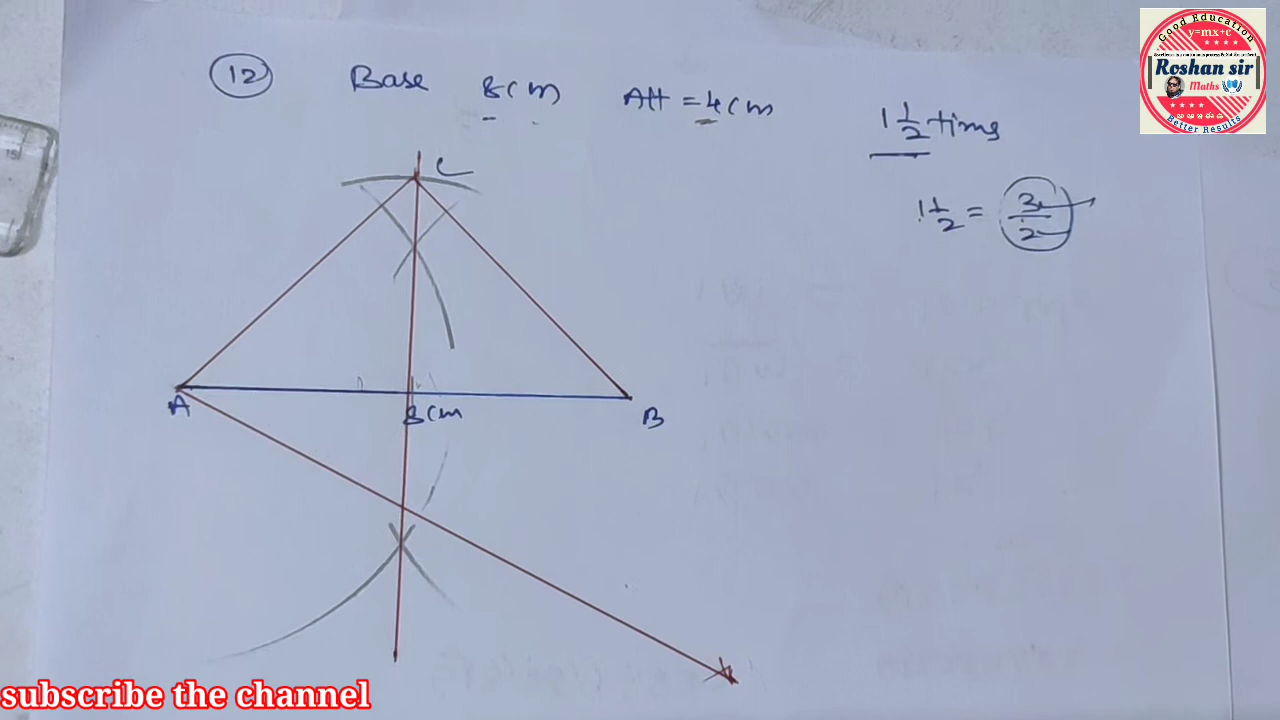 Good Education
y=mx+c
Roshan sir
Maths
Better Results
12 Base 8cm Alt = 4cm
1 1/2 times
1 1/2 = 3/2
C
A 8cm B
subscribe the channel